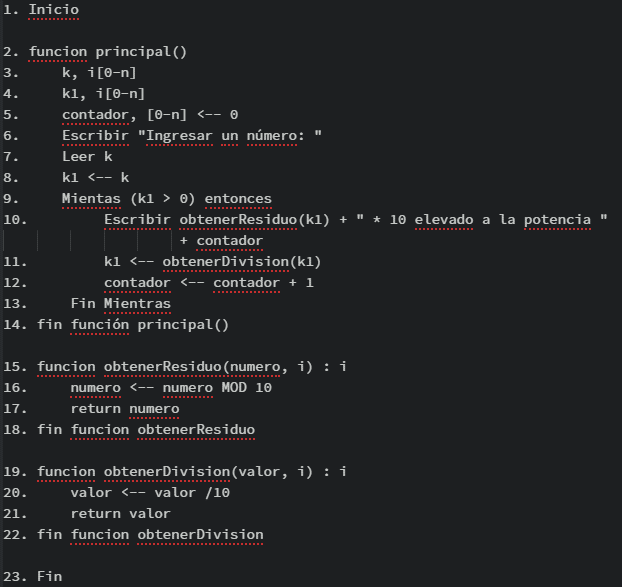 1. Inicio
2. funcion principal()
3. k, i[0-n]
4. k1, i[0-n]
5. contador, [0-n] <-- 0
6. Escribir "Ingresar un número: "
7. Leer k
8. k1 <-- k
9. Mientas (k1 > 0) entonces
10. Escribir obtenerResiduo(k1) + " * 10 elevado a la potencia "
+ contador
11. k1 <-- obtenerDivision(k1)
12. contador <-- contador + 1
13. Fin Mientras
14. fin función principal()
15. funcion obtenerResiduo(numero, i) : i
16. numero <-- numero MOD 10
17. return numero
18. fin funcion obtenerResiduo
19. funcion obtenerDivision(valor, i) : i
20. valor <-- valor /10
21. return valor
22. fin funcion obtenerDivision
23. Fin